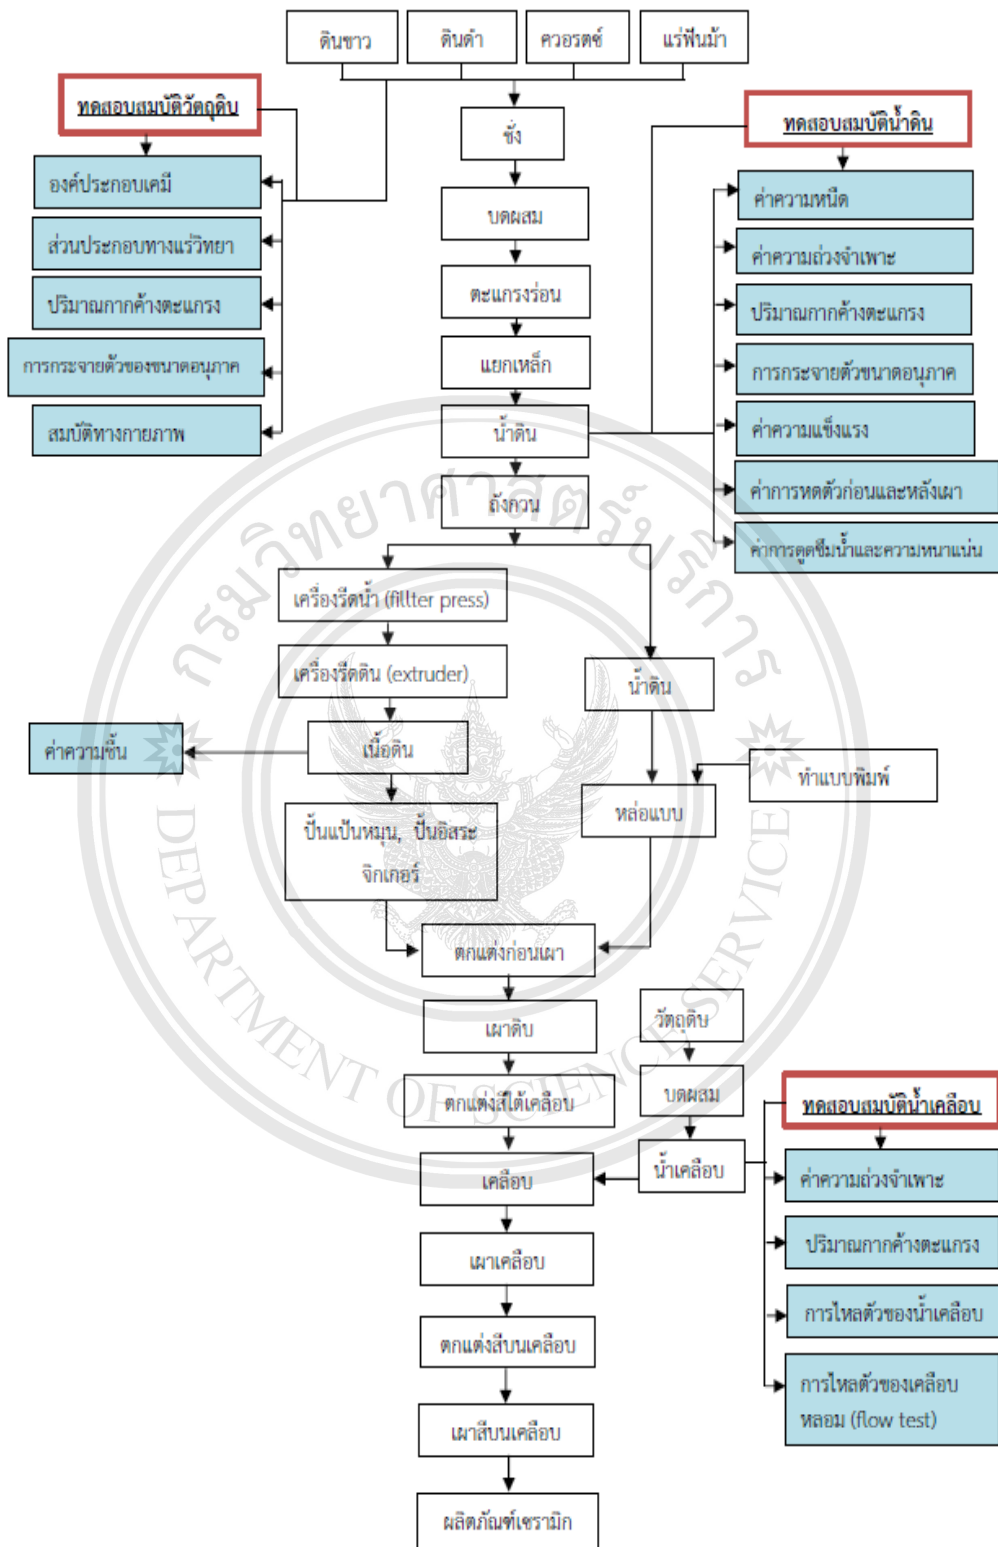 ดินขาว
ดินดำ
ควอรตซ์
แร่ฟันม้า
ทดสอบสมบัติวัตถุดิบ
ชั่ง
ทดสอบสมบัติน้ำดิน
องค์ประกอบเคมี
บดผสม
ค่าความหนืด
ส่วนประกอบทางแร่วิทยา
ค่าความถ่วงจำเพาะ
ปริมาณกากค้างตะแกรง
ตะแกรงร่อน
ปริมาณกากค้างตะแกรง
การกระจายตัวของขนาดอนุภาค
แยกเหล็ก
การกระจายตัวขนาดอนุภาค
สมบัติทางกายภาพ
น้ำดิน
ค่าความแข็งแรง
ถังกวน
ค่าการหดตัวก่อนและหลังเผา
ค่าการดูดซึมน้ำและความหนาแน่น
เครื่องรีดน้ำ (fillter press)
เครื่องรีดดิน (extruder)
น้ำดิน
ค่าความชื้น
เนื้อดิน
ทำแบบพิมพ์
ปั้นแป้นหมุน, ปั้นอิสระ
จิกเกอร์
หล่อแบบ
ตกแต่งก่อนเผา
เผาดิบ
วัตถุดิษ
ตกแต่งสีใต้เคลือบ
บดผสม
ทดสอบสมบัติน้ำเคลือบ
เคลือบ
น้ำเคลือบ
ค่าความถ่วงจำเพาะ
เผาเคลือบ
ปริมาณกากค้างตะแกรง
ตกแต่งสีบนเคลือบ
การไหลตัวของน้ำเคลือบ
เผาสีบนเคลือบ
การไหลตัวของเคลือบ
หลอม (flow test)
ผลิตภัณฑ์เซรามิก
กรมวิทยาศาสตร์บริการ
DEPARTMENT OF SCIENCE SERVICE